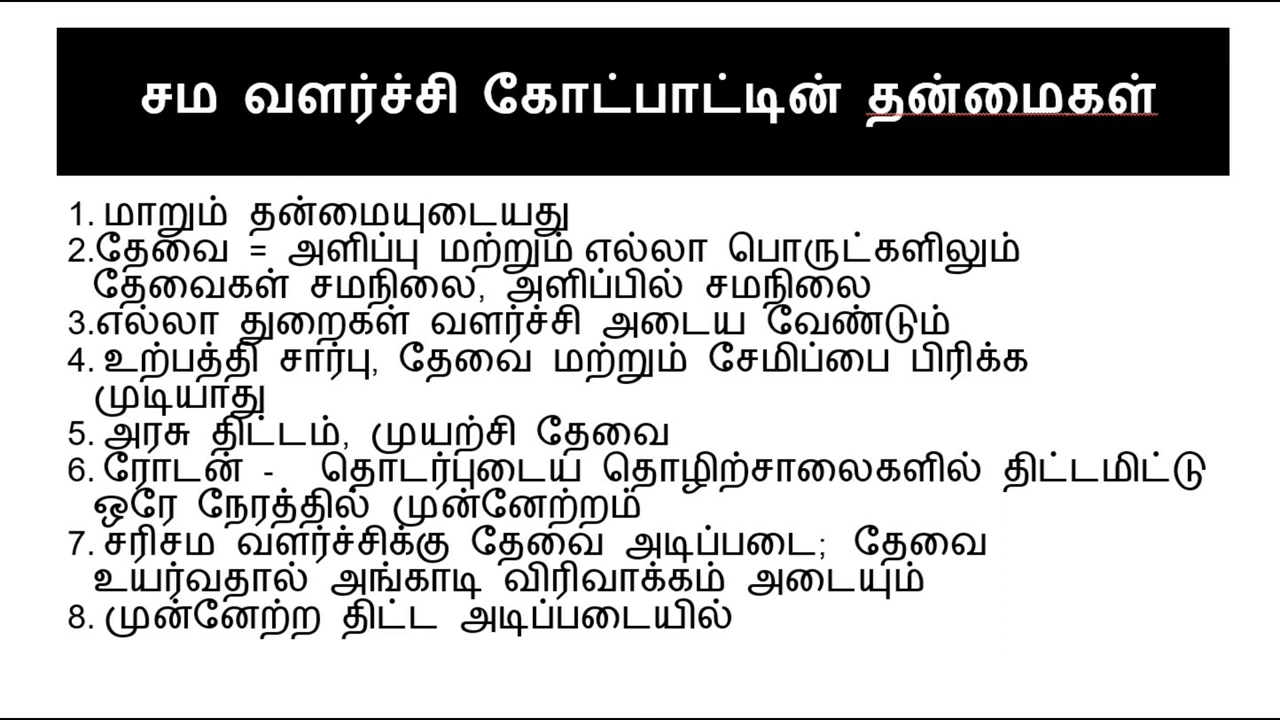 சம வளர்ச்சி கோட்பாட்டின் தன்மைகள்
1. மாறும் தன்மையுடையது
2.தேவை = அளிப்பு மற்றும் எல்லா பொருட்களிலும்
தேவைகள் சமநிலை, அளிப்பில் சமநிலை
3.எல்லா துறைகள் வளர்ச்சி அடைய வேண்டும்
4. உற்பத்தி சார்பு, தேவை மற்றும் சேமிப்பை பிரிக்க
முடியாது
5. அரசு திட்டம், முயற்சி தேவை
6. ரோடன் - தொடர்புடைய தொழிற்சாலைகளில் திட்டமிட்டு
ஒரே நேரத்தில் முன்னேற்றம்
7. சரிசம வளர்ச்சிக்கு தேவை அடிப்படை; தேவை
உயர்வதால் அங்காடி விரிவாக்கம் அடையும்
8. முன்னேற்ற திட்ட அடிப்படையில்